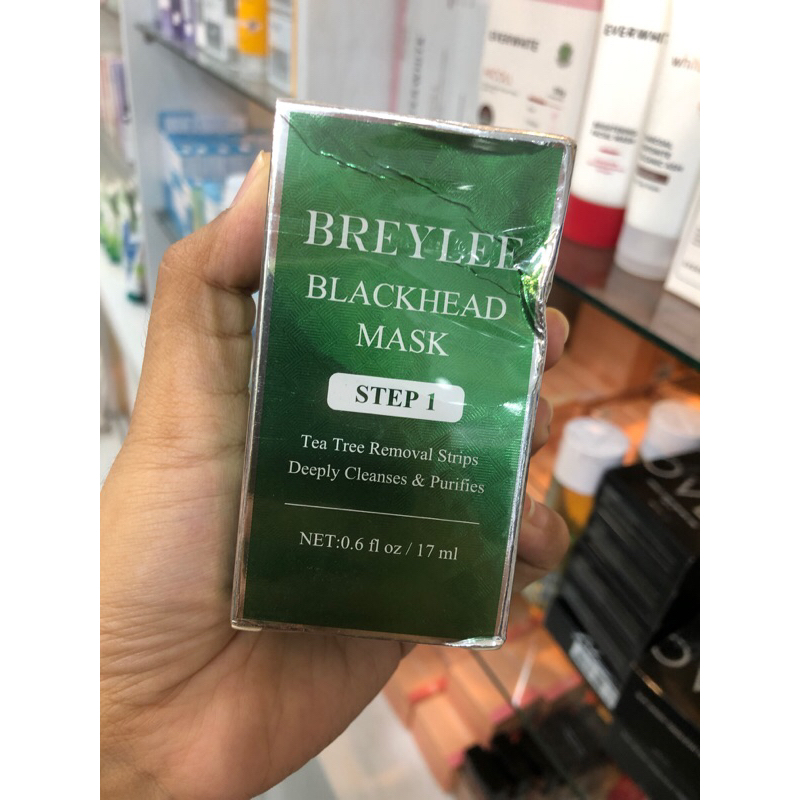 BREYLEE
BLACKHEAD
MASK
STEP 1
Tea Tree Removal Strips
Deeply Cleanses & Purifies
NET:0.6 fl oz / 17 ml